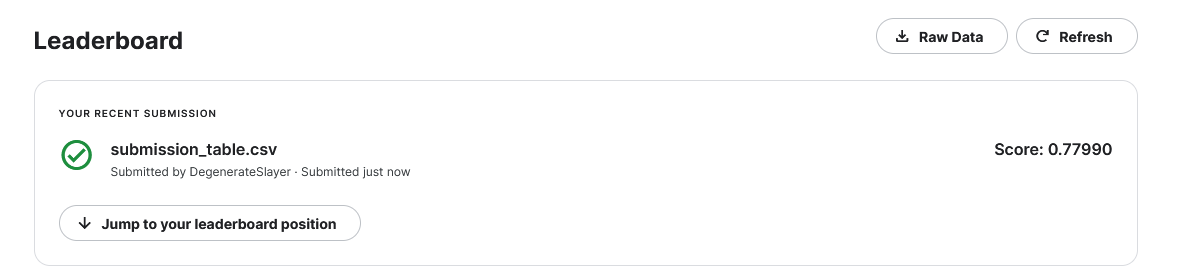 Leaderboard
Raw Data
Refresh
YOUR RECENT SUBMISSION
submission_table.csv
Score: 0.77990
Submitted by DegenerateSlayer · Submitted just now
Jump to your leaderboard position